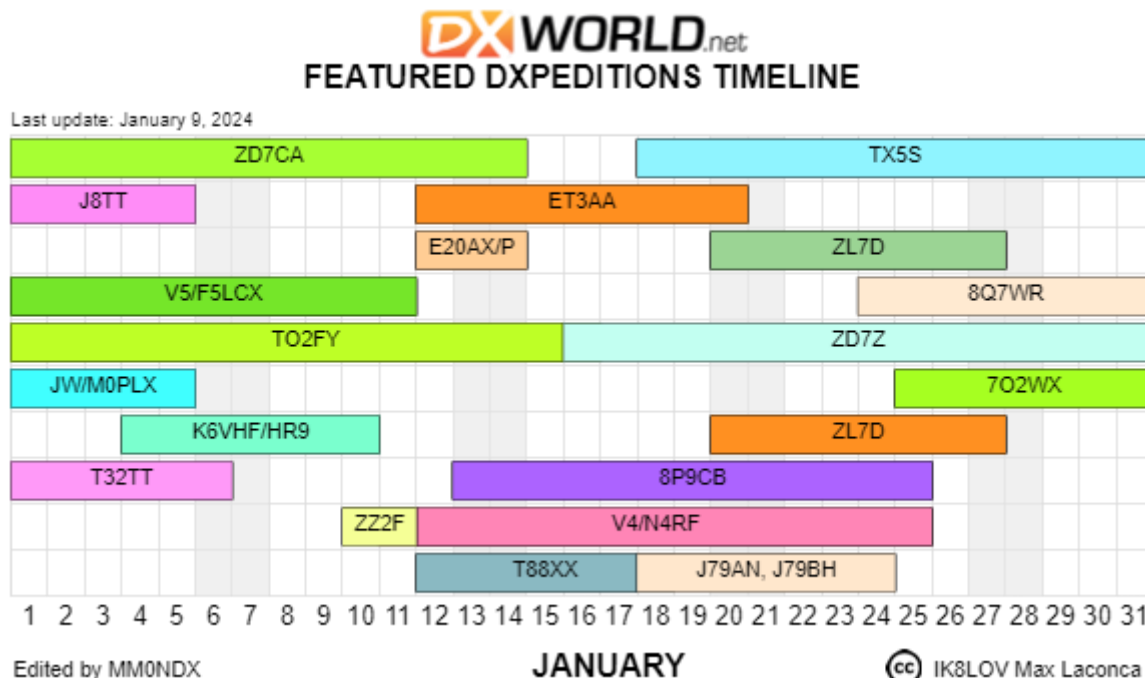 DX WORLD.net
FEATURED DXPEDITIONS TIMELINE
Last update: January 9, 2024
ZD7CA TX5S
J8TT ET3AA
E20AX/P ZL7D
V5/F5LCX 8Q7WR
TO2FY ZD7Z
JW/M0PLX 7O2WX
K6VHF/HR9 ZL7D
T32TT 8P9CB
ZZ2F V4/N4RF
T88XX J79AN, J79BH
1 2 3 4 5 6 7 8 9 10 11 12 13 14 15 16 17 18 19 20 21 22 23 24 25 26 27 28 29 30 31
Edited by MM0NDX JANUARY cc IK8LOV Max Laconca